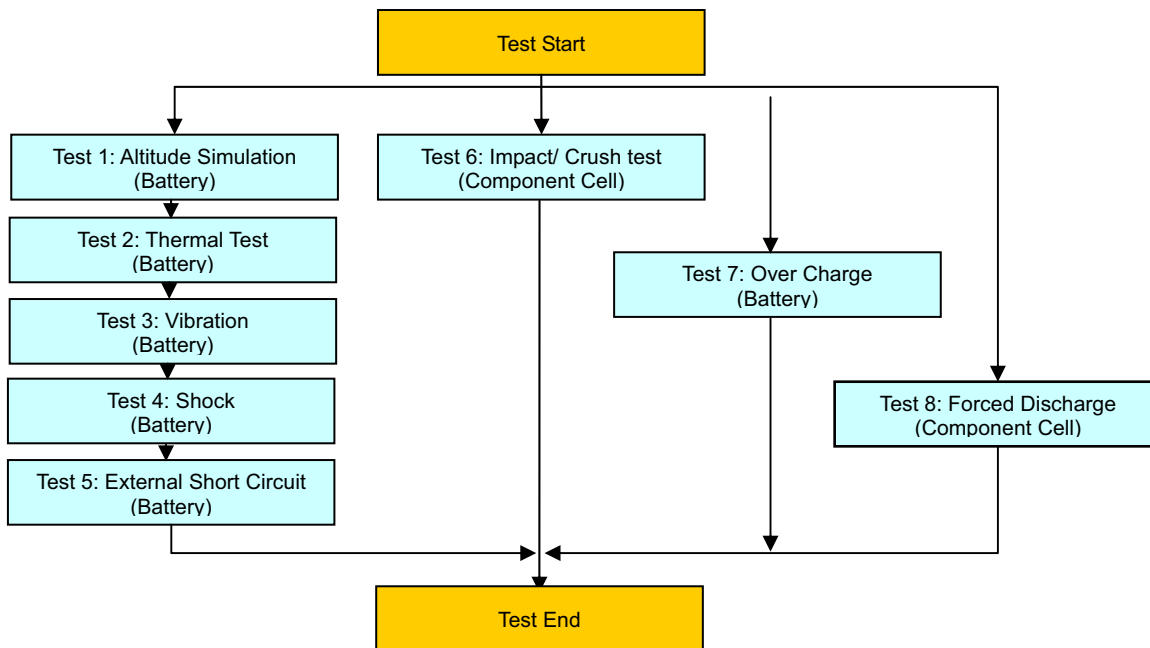 Test Start
Test 1: Altitude Simulation
(Battery)
Test 2: Thermal Test
(Battery)
Test 3: Vibration
(Battery)
Test 4: Shock
(Battery)
Test 5: External Short Circuit
(Battery)
Test 6: Impact/ Crush test
(Component Cell)
Test 7: Over Charge
(Battery)
Test 8: Forced Discharge
(Component Cell)
Test End